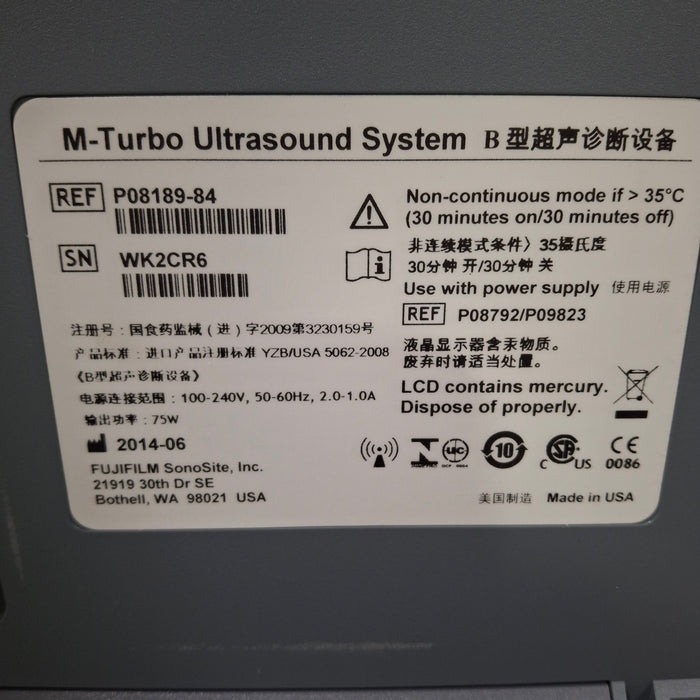 M-Turbo Ultrasound System B 型超声诊断设备
REF P08189-84
SN WK2CR6
注册号: 国食药监械 (进) 字2009第3230159号
产品标准: 进口产品注册标准 YZB/USA 5062-2008
《B型超声诊断设备》
电源连接范围: 100-240V, 50-60Hz, 2.0-1.0A
输出功率: 75W
2014-06
FUJIFILM SonoSite, Inc.
21919 30th Dr SE
Bothell, WA 98021 USA
Non-continuous mode if > 35°C
(30 minutes on/30 minutes off)
非连续模式条件〉35摄氏度
30分钟 开/30分钟 关
Use with power supply 使用电源
REF P08792/P09823
液晶显示器含汞物质。
废弃时请适当处置。
LCD contains mercury.
Dispose of properly.
10
C SA US
CE
0086
美国制造 Made in USA